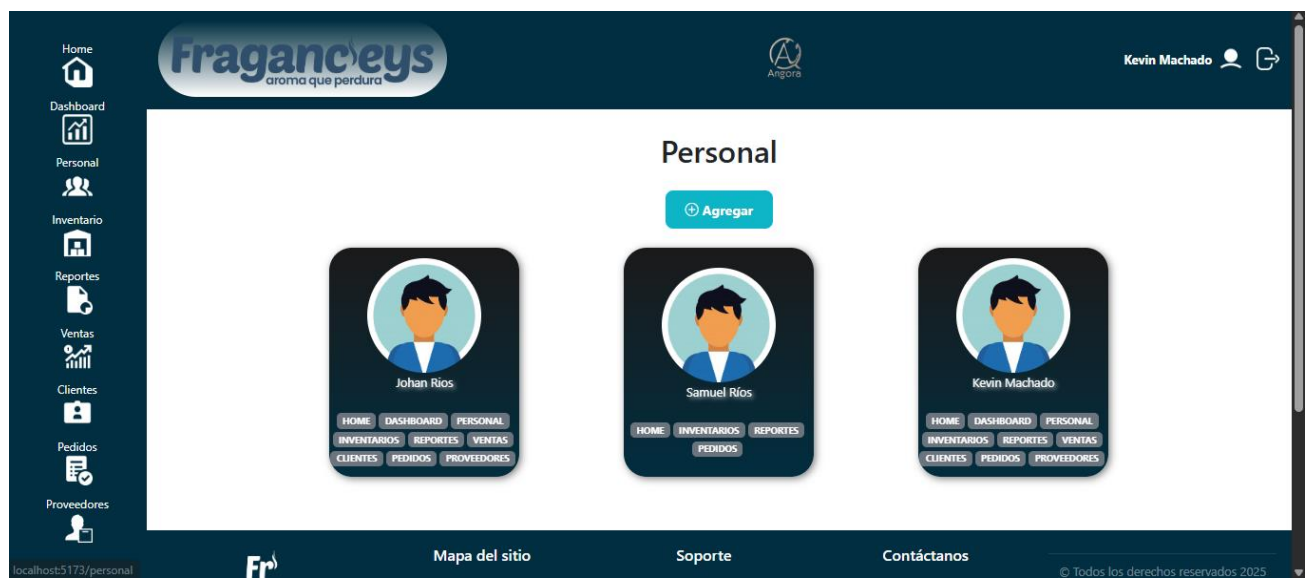 Home
Dashboard
Personal
Inventario
Reportes
Ventas
Clientes
Pedidos
Proveedores
localhost:5173/personal
Fragancieys
aroma que perdura
Angora
Kevin Machado
Personal
Agregar
Johan Rios
HOME DASHBOARD PERSONAL
INVENTARIOS REPORTES VENTAS
CLIENTES PEDIDOS PROVEEDORES
Samuel Ríos
HOME INVENTARIOS REPORTES
PEDIDOS
Kevin Machado
HOME DASHBOARD PERSONAL
INVENTARIOS REPORTES VENTAS
CLIENTES PEDIDOS PROVEEDORES
Fr
Mapa del sitio
Soporte
Contáctanos
© Todos los derechos reservados 2025